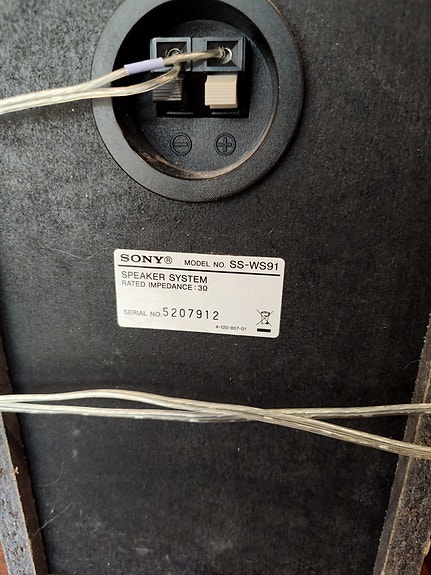 SONY® MODEL NO. SS-WS91
SPEAKER SYSTEM
RATED IMPEDANCE : 3Ω
SERIAL NO. 5207912
4-120-857-01